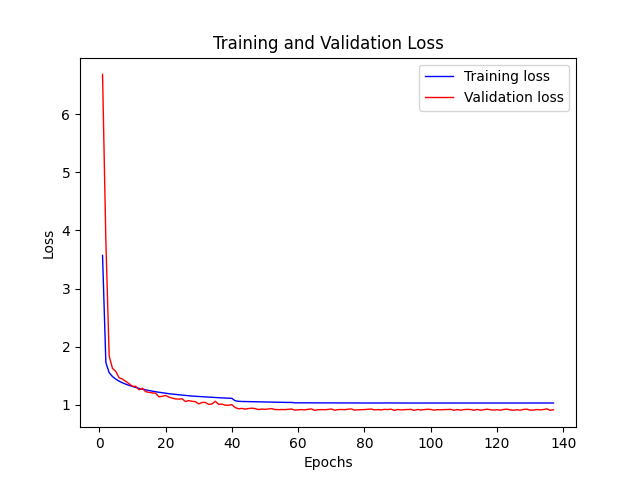 Training and Validation Loss
Training loss
Validation loss
Loss
6
5
4
3
2
1
0 20 40 60 80 100 120 140
Epochs